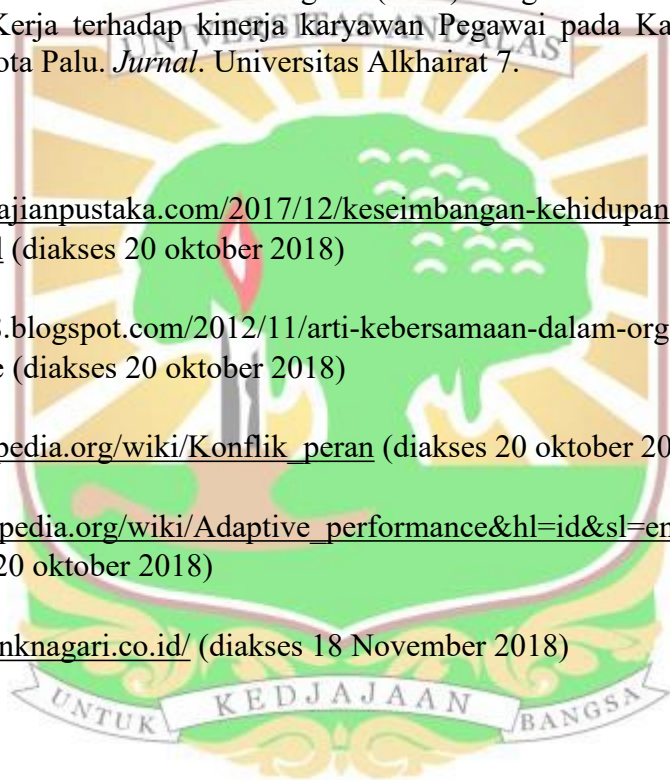 Kerja terhadap kinerja karyawan Pegawai pada Ka
ota Palu. Jurnal. Universitas Alkhairat 7.
UNIVERSITAS ANDALAS
ajianpustaka.com/2017/12/keseimbangan-kehidupan
(diakses 20 oktober 2018)
.blogspot.com/2012/11/arti-kebersamaan-dalam-org
e (diakses 20 oktober 2018)
pedia.org/wiki/Konflik_peran (diakses 20 oktober 20
pedia.org/wiki/Adaptive_performance&hl=id&sl=en
20 oktober 2018)
nknagari.co.id/ (diakses 18 November 2018)
UNTUK KEDJAJAAN BANGSA